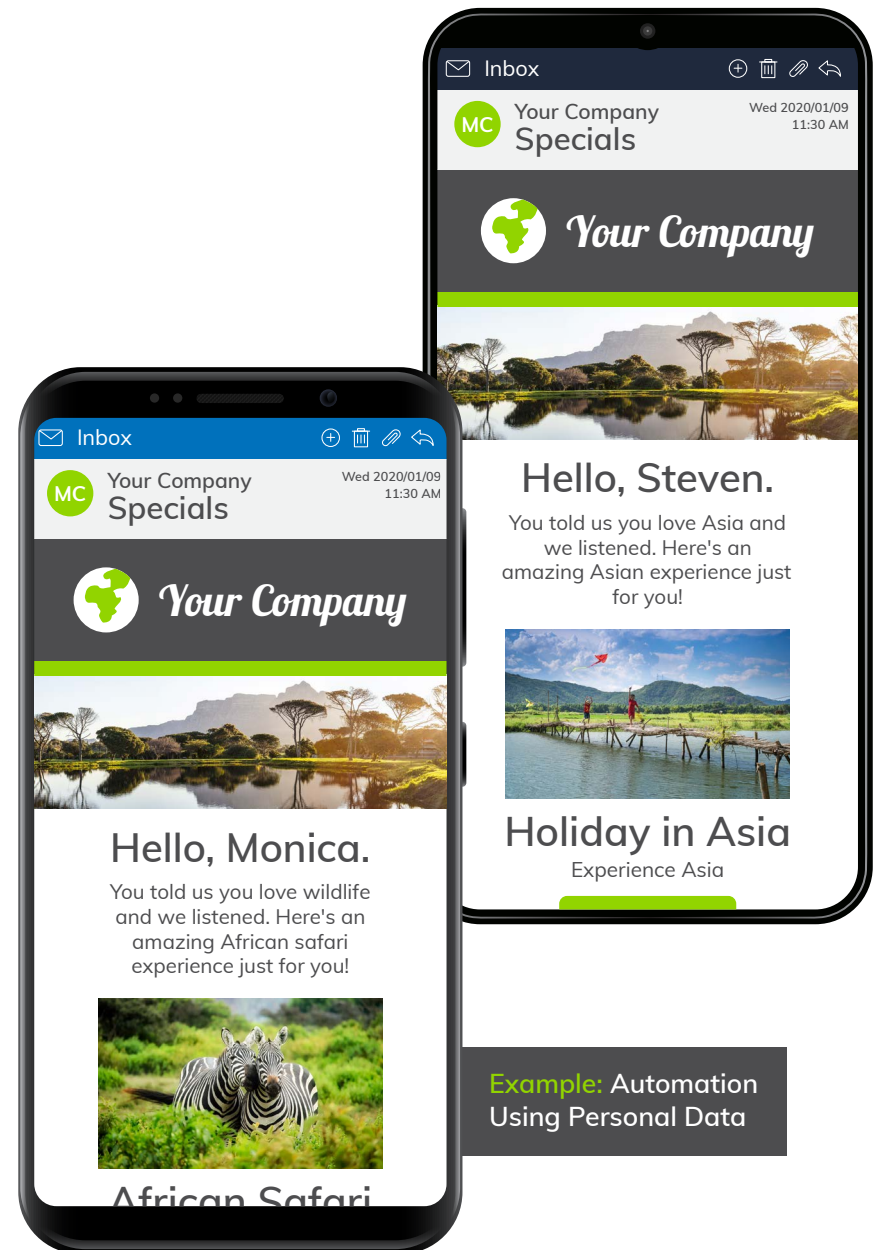 Inbox
MC
Your Company
Specials
Wed 2020/01/09
11:30 AM
Your Company
Hello, Steven.
You told us you love Asia and
we listened. Here's an
amazing Asian experience just
for you!
Holiday in Asia
Experience Asia
Inbox
MC
Your Company
Specials
Wed 2020/01/09
11:30 AM
Your Company
Hello, Monica.
You told us you love wildlife
and we listened. Here's an
amazing African safari
experience just for you!
African Safari
Example: Automation
Using Personal Data